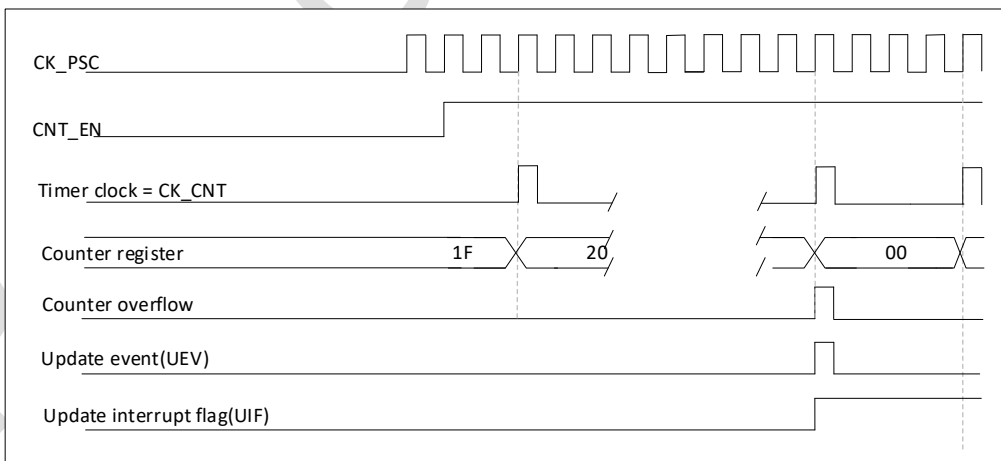 CK_PSC
CNT_EN
Timer clock = CK_CNT
Counter register 1F 20 00
Counter overflow
Update event(UEV)
Update interrupt flag(UIF)